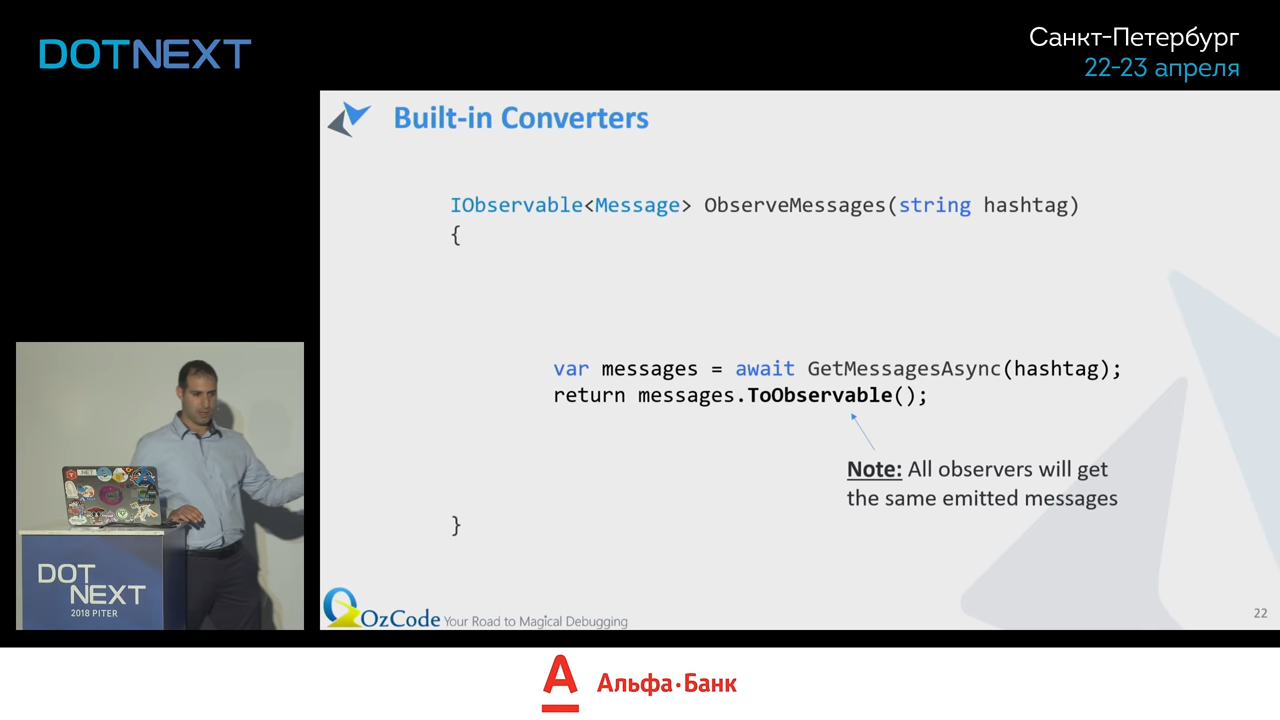 DOTNEXT
Санкт-Петербург
22-23 апреля
Built-in Converters
IObservable<Message> ObserveMessages(string hashtag)
{
var messages = await GetMessagesAsync(hashtag);
return messages.ToObservable();
Note: All observers will get
the same emitted messages
}
OzCode Your Road to Magical Debugging
22
.NET
DOT
NEXT
2018 PITER
Альфа·Банк